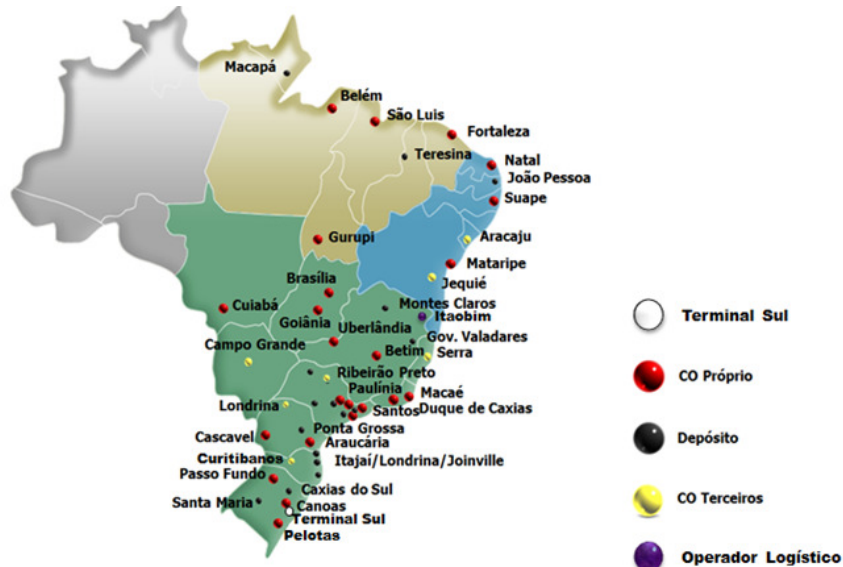 Macapá
Belém
São Luis
Fortaleza
Teresina
Natal
João Pessoa
Suape
Gurupi
Aracaju
Mataripe
Brasília
Jequié
Cuiabá
Montes Claros
Goiânia
Itaobim
Terminal Sul
Uberlândia
Gov. Valadares
Campo Grande
Betim
Serra
Ribeirão Preto
CO Próprio
Paulínia
Macaé
Londrina
Santos
Duque de Caxias
Ponta Grossa
Cascavel
Araucária
Depósito
Curitibanos
Itajaí/Londrina/Joinville
Passo Fundo
Caxias do Sul
Santa Maria
Canoas
CO Terceiros
Terminal Sul
Pelotas
Operador Logístico